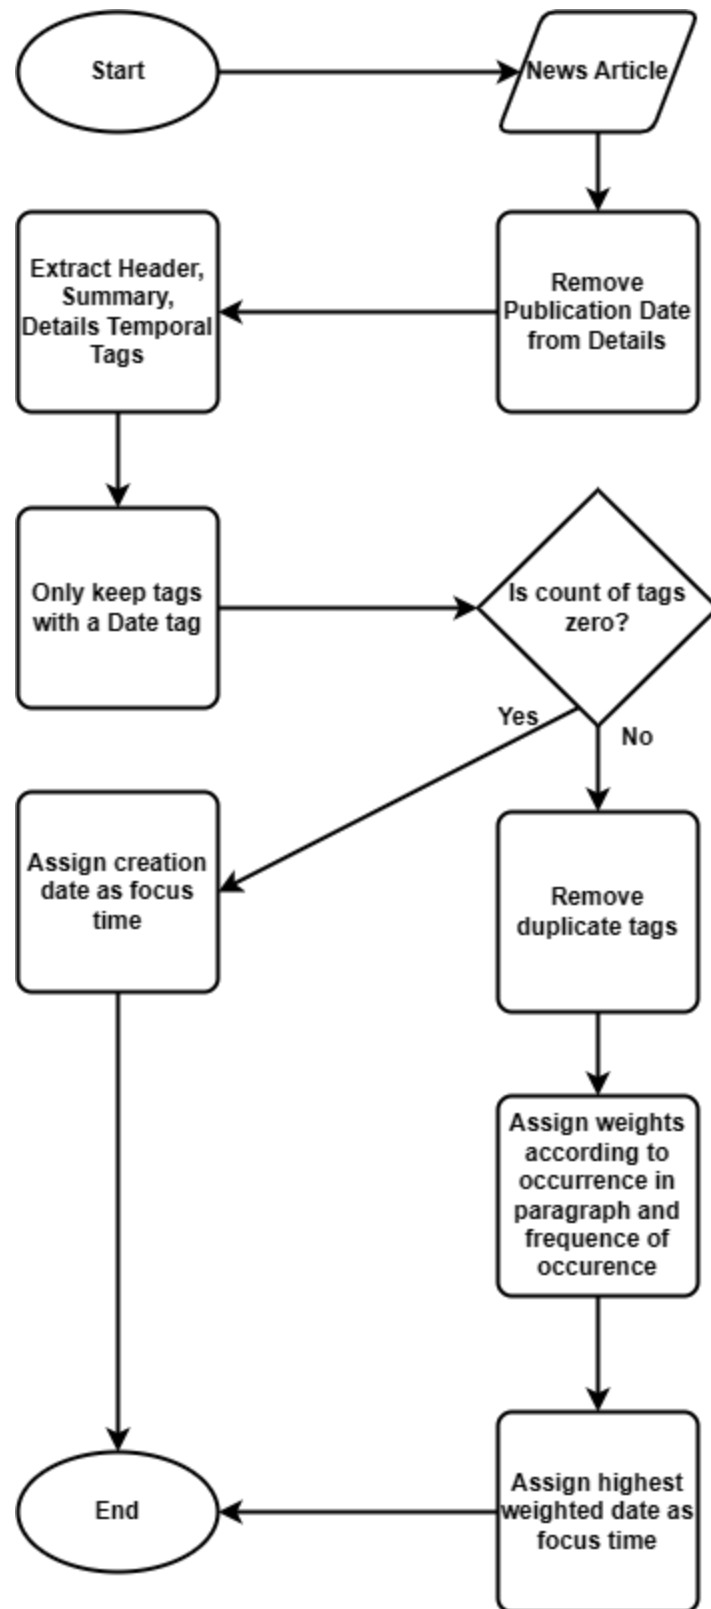 Start
News Article
Remove
Publication Date
from Details
Extract Header,
Summary,
Details Temporal
Tags
Only keep tags
with a Date tag
Is count of tags
zero?
Yes
No
Assign creation
date as focus
time
Remove
duplicate tags
Assign weights
according to
occurrence in
paragraph and
frequence of
occurence
Assign highest
weighted date as
focus time
End